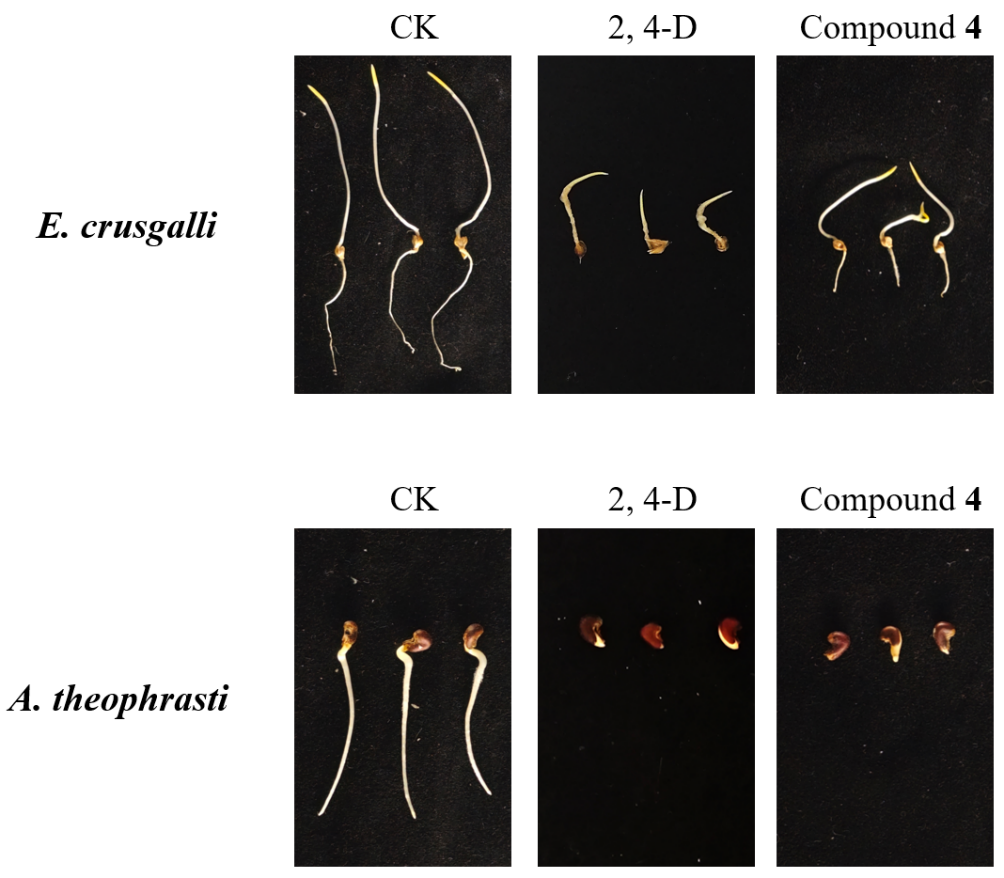 CK 2, 4-D Compound 4
E. crusgalli
CK 2, 4-D Compound 4
A. theophrasti